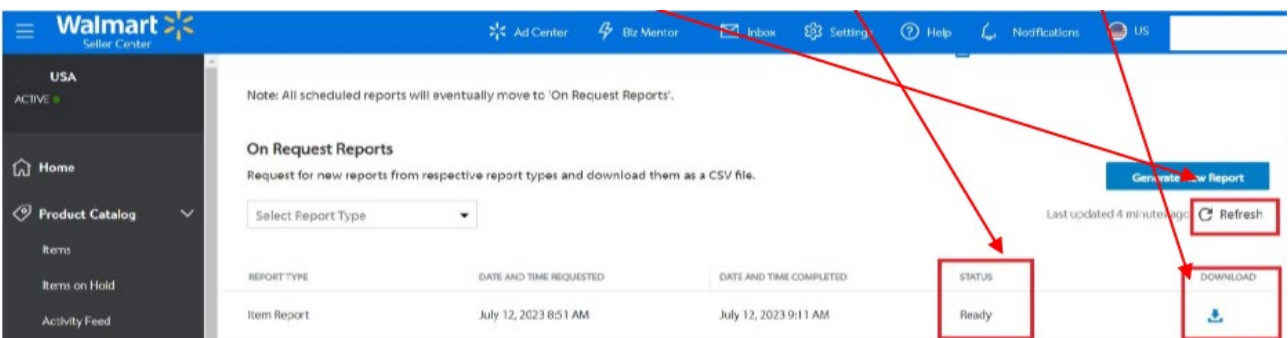 Walmart
Seller Center
Ad Center Biz Mentor Inbox Settings Help Notifications US
USA
ACTIVE
Note: All scheduled reports will eventually move to 'On Request Reports'.
On Request Reports
Request for new reports from respective report types and download them as a CSV file.
Generate New Report
Select Report Type
Last updated 4 minutes ago Refresh
Home
Product Catalog
Items
Items on Hold
Activity Feed
REPORT TYPE DATE AND TIME REQUESTED DATE AND TIME COMPLETED STATUS DOWNLOAD
Item Report July 12, 2023 8:51 AM July 12, 2023 9:11 AM Ready